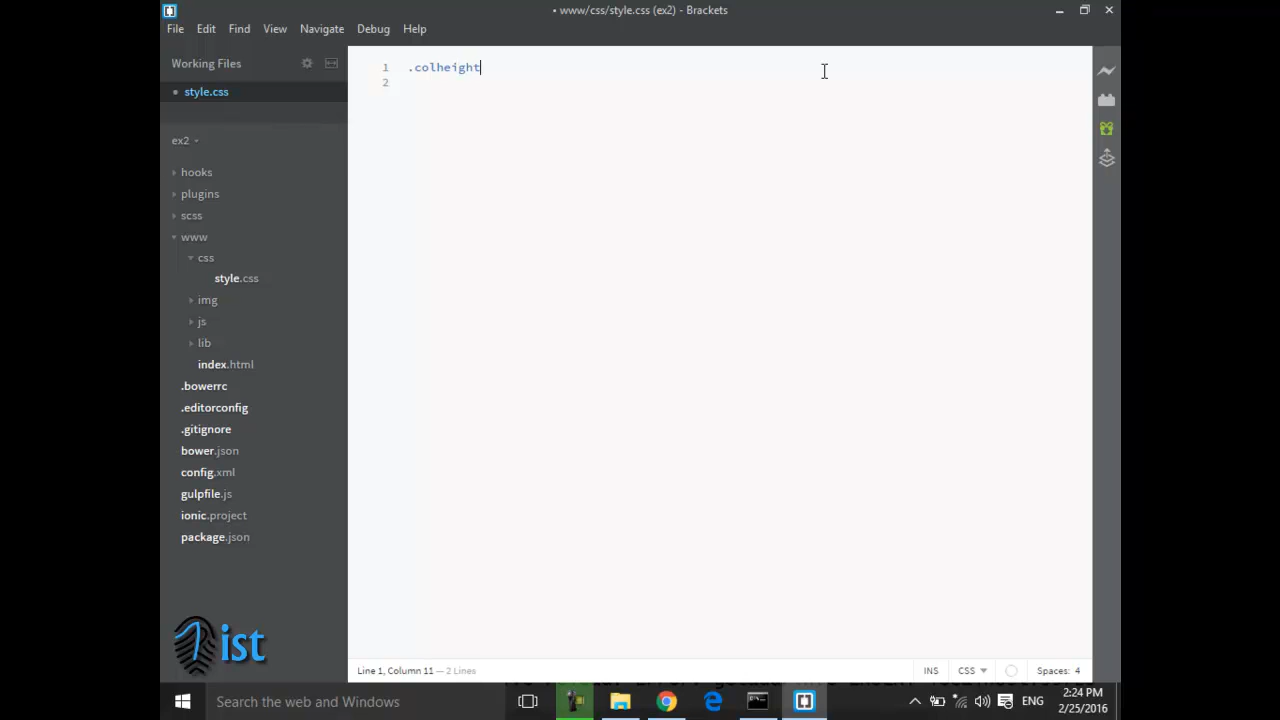 • www/css/style.css (ex2) - Brackets
File Edit Find View Navigate Debug Help
Working Files
style.css
ex2
hooks
plugins
scss
www
css
style.css
img
js
lib
index.html
.bowerrc
.editorconfig
.gitignore
bower.json
config.xml
gulpfile.js
ionic.project
package.json
1 .colheight
2
ist
Line 1, Column 11 — 2 Lines
INS CSS Spaces: 4
Search the web and Windows
ENG
2:24 PM
2/25/2016